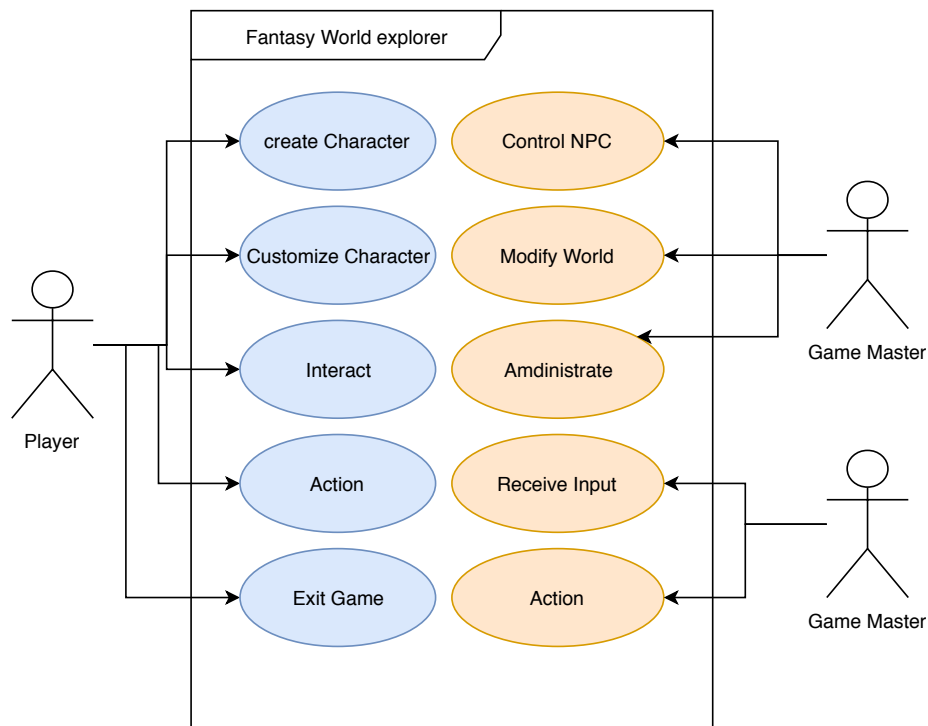 Fantasy World explorer
create Character
Control NPC
Customize Character
Modify World
Interact
Amdinistrate
Game Master
Player
Action
Receive Input
Exit Game
Action
Game Master